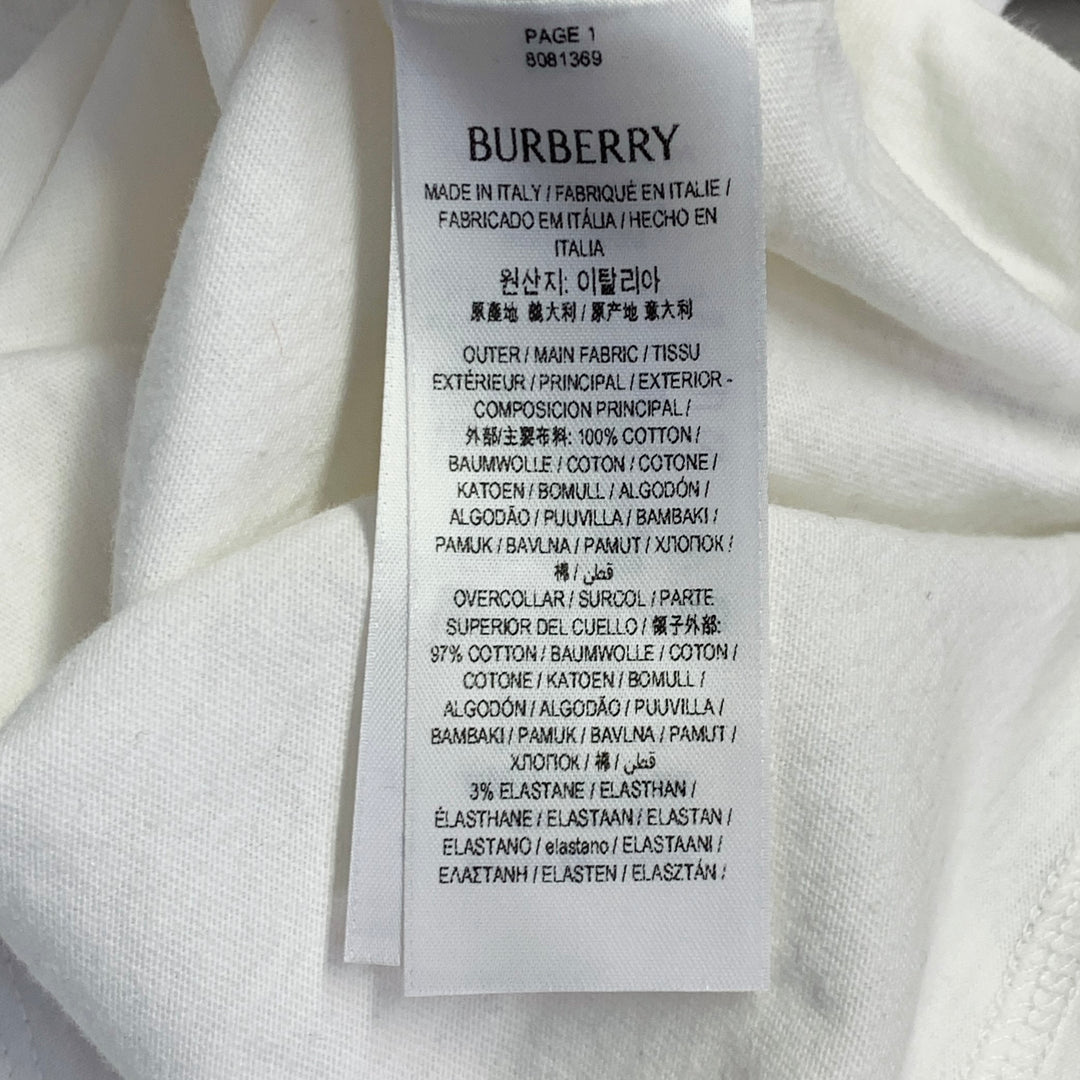 PAGE 1
8081369
BURBERRY
MADE IN ITALY / FABRIQUÉ EN ITALIE /
FABRICADO EM ITÁLIA / HECHO EN
ITALIA
원산지: 이탈리아
原產地 義大利 / 原产地 意大利
OUTER / MAIN FABRIC / TISSU
EXTÉRIEUR / PRINCIPAL / EXTERIOR -
COMPOSICION PRINCIPAL /
外部/主要布料: 100% COTTON /
BAUMWOLLE / COTON / COTONE /
KATOEN / BOMULL / ALGODÓN /
ALGODÃO / PUUVILLA / BAMBAKI /
PAMUK / BAVLNA / PAMUT / ХЛОПОК /
棉 / قطن
OVERCOLLAR / SURCOL / PARTE
SUPERIOR DEL CUELLO / 领子外部:
97% COTTON / BAUMWOLLE / COTON /
COTONE / KATOEN / BOMULL /
ALGODÓN / ALGODÃO / PUUVILLA /
BAMBAKI / PAMUK / BAVLNA / PAMUT /
ХЛОПОК / 棉 / قطن
3% ELASTANE / ELASTHAN /
ÉLASTHANE / ELASTAAN / ELASTAN /
ELASTANO / elastano / ELASTAANI /
ΕΛΑΣΤΑΝΗ / ELASTEN / ELASZTÁN /